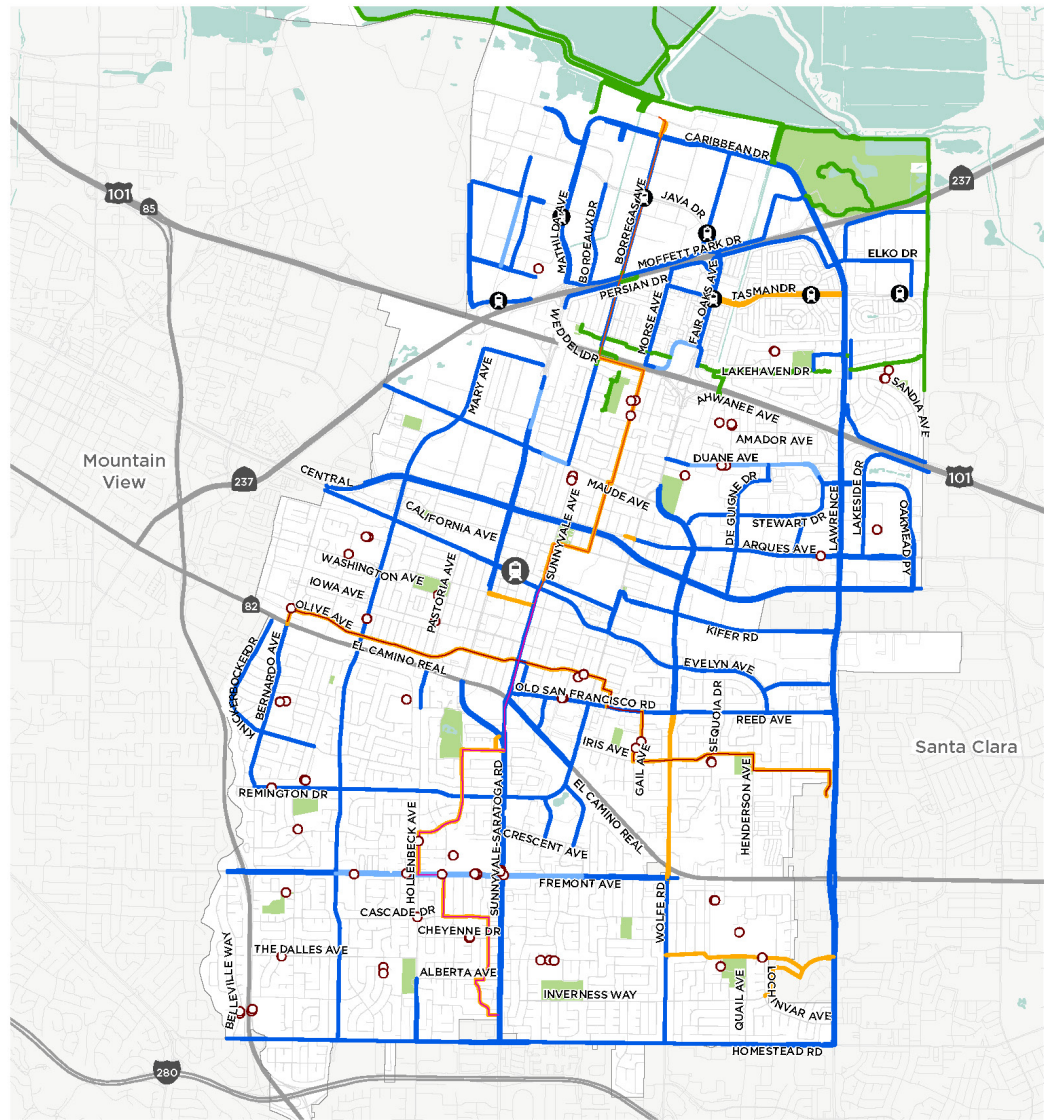 CARIBBEAN DR
237
101
85
JAVA DR
MATHILDA AVE
BORDEAUX DR
BORREGAS AVE
MOFFETT PARK DR
ELKO DR
PERSIAN DR
TASMAN DR
FAIR OAKS AVE
MORSE AVE
WEDDELL DR
LAKEHAVEN DR
SANDIA AVE
MARY AVE
AHWANEE AVE
AMADOR AVE
Mountain
View
237
DUANE AVE
101
CENTRAL
MAUDE AVE
DE GUIGNE DR
LAKESIDE DR
OAKMEAD PY
CALIFORNIA AVE
SUNNYVALE AVE
STEWART DR
LAWRENCE
ARQUES AVE
WASHINGTON AVE
PASTORIA AVE
IOWA AVE
82
OLIVE AVE
KIFER RD
EL CAMINO REAL
EVELYN AVE
KNICKERBOCKER DR
BERNARDO AVE
OLD SAN FRANCISCO RD
SEQUOIA DR
REED AVE
IRIS AVE
GAIL AVE
Santa Clara
REMINGTON DR
EL CAMINO REAL
HOLLENBECK AVE
SUNNYVALE-SARATOGA RD
CRESCENT AVE
HENDERSON AVE
FREMONT AVE
WOLFE RD
CASCADE DR
CHEYENNE DR
THE DALLES AVE
ALBERTA AVE
BELLEVILLE WAY
INVERNESS WAY
QUAIL AVE
LOCH INVAR AVE
HOMESTEAD RD
280